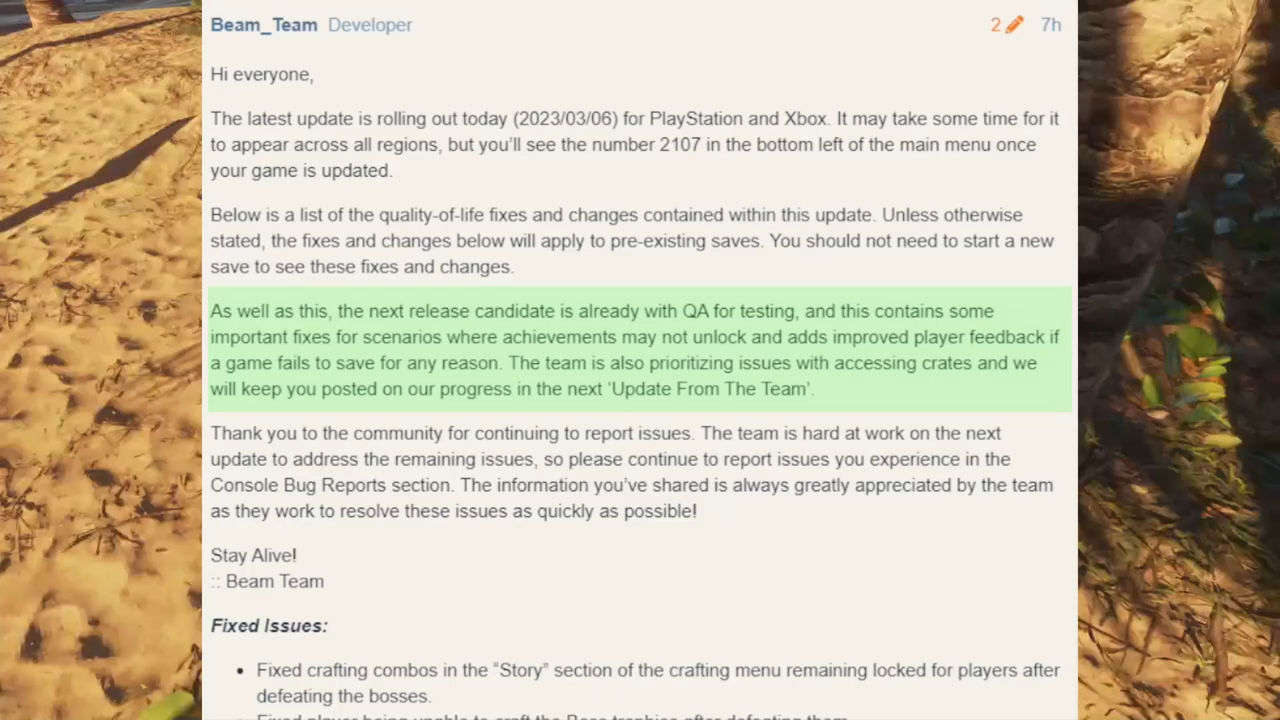 Beam_Team Developer 2 7h
Hi everyone,
The latest update is rolling out today (2023/03/06) for PlayStation and Xbox. It may take some time for it
to appear across all regions, but you'll see the number 2107 in the bottom left of the main menu once
your game is updated.
Below is a list of the quality-of-life fixes and changes contained within this update. Unless otherwise
stated, the fixes and changes below will apply to pre-existing saves. You should not need to start a new
save to see these fixes and changes.
As well as this, the next release candidate is already with QA for testing, and this contains some
important fixes for scenarios where achievements may not unlock and adds improved player feedback if
a game fails to save for any reason. The team is also prioritizing issues with accessing crates and we
will keep you posted on our progress in the next ‘Update From The Team’.
Thank you to the community for continuing to report issues. The team is hard at work on the next
update to address the remaining issues, so please continue to report issues you experience in the
Console Bug Reports section. The information you've shared is always greatly appreciated by the team
as they work to resolve these issues as quickly as possible!
Stay Alive!
:: Beam Team
Fixed Issues:
• Fixed crafting combos in the “Story” section of the crafting menu remaining locked for players after
defeating the bosses.
• Fixed player being unable to craft the Boss trophies after defeating them